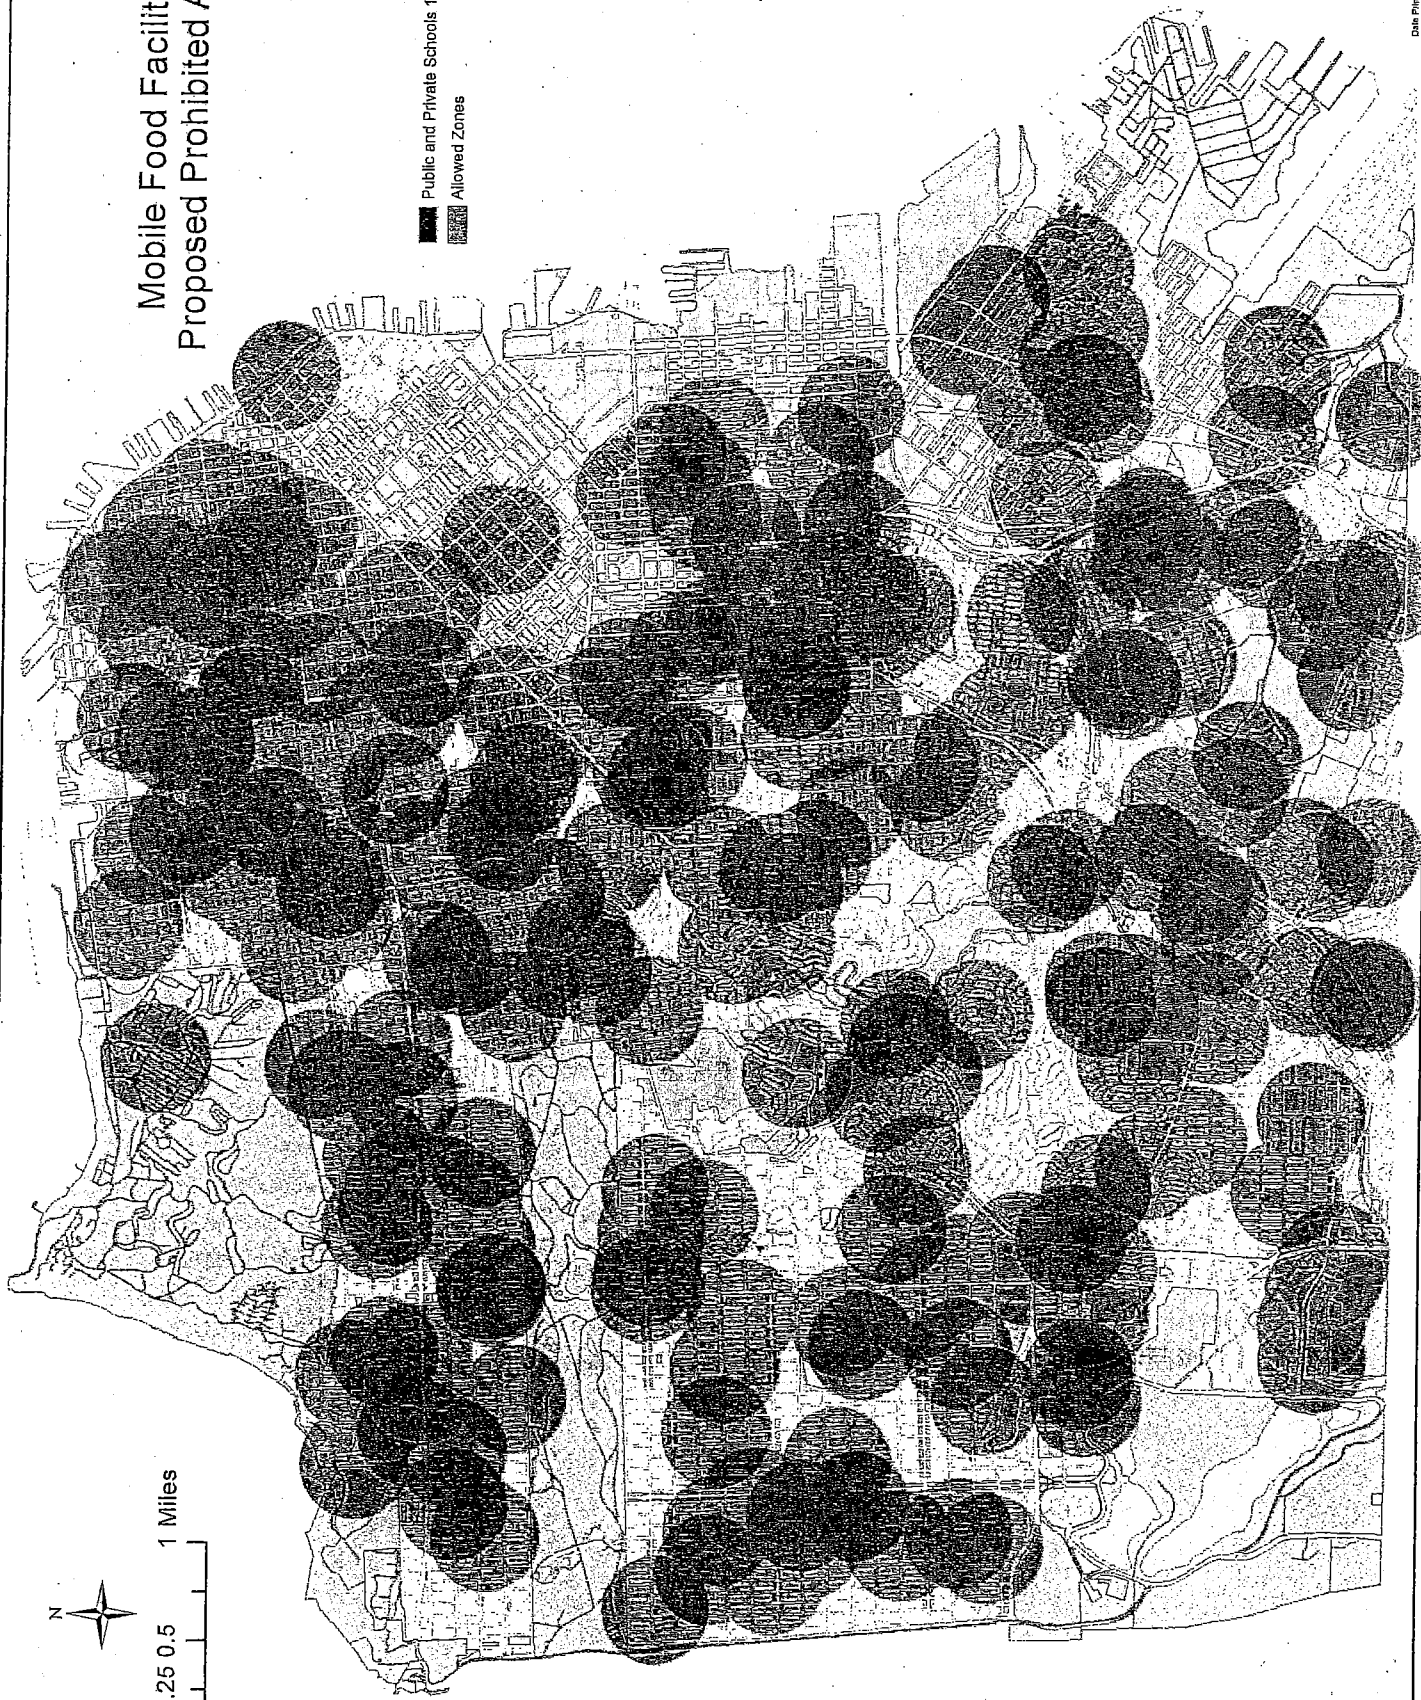 Mobile Food Facilit
Proposed Prohibited A
Public and Private Schools 1
Allowed Zones
N
.25 0.5 1 Miles